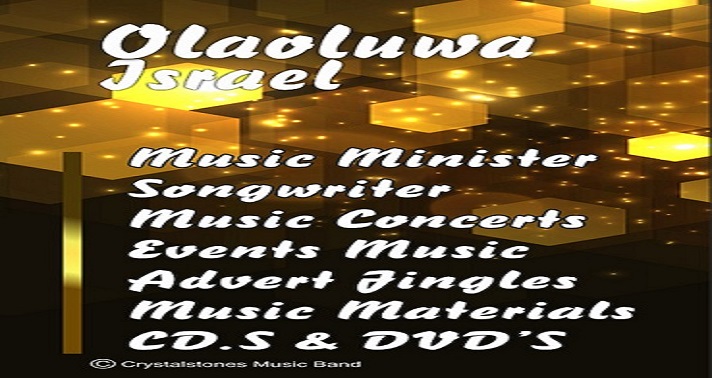 Olaoluwa
Israel
Music Minister
Songwriter
Music Concerts
Events Music
Advert Jingles
Music Materials
CD.S & DVD'S
© Crystalstones Music Band